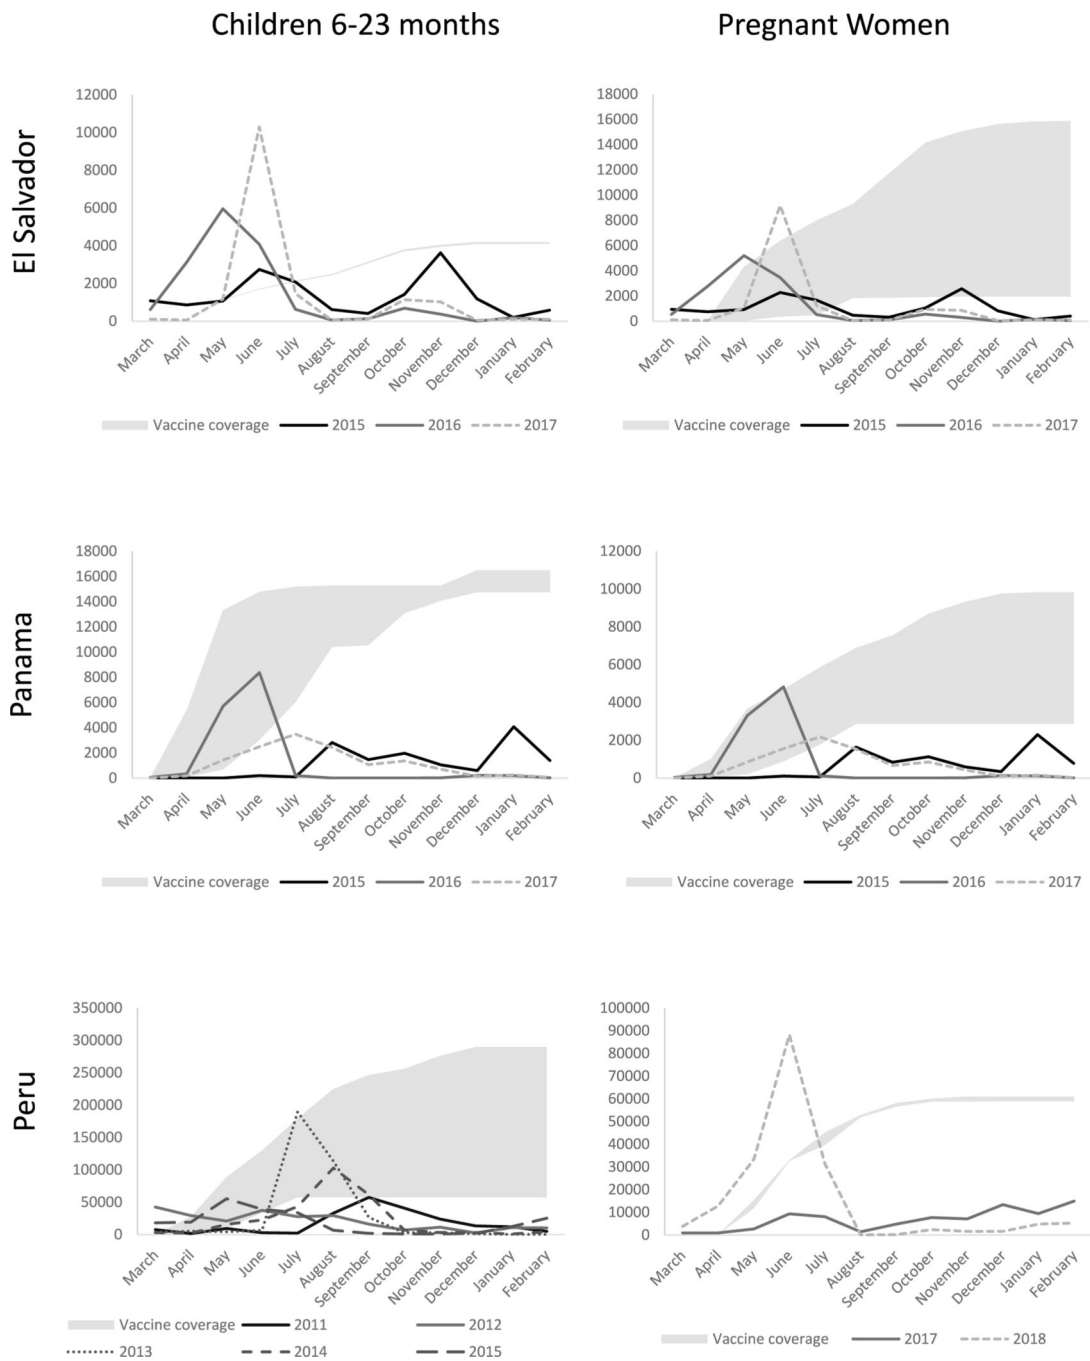 Children 6-23 months
Pregnant Women
El Salvador
12000
10000
8000
6000
4000
2000
0
March
April
May
June
July
August
September
October
November
December
January
February
Vaccine coverage 2015 2016 2017
18000
16000
14000
12000
10000
8000
6000
4000
2000
0
March
April
May
June
July
August
September
October
November
December
January
February
Vaccine coverage 2015 2016 2017
Panama
18000
16000
14000
12000
10000
8000
6000
4000
2000
0
March
April
May
June
July
August
September
October
November
December
January
February
Vaccine coverage 2015 2016 2017
12000
10000
8000
6000
4000
2000
0
March
April
May
June
July
August
September
October
November
December
January
February
Vaccine coverage 2015 2016 2017
Peru
350000
300000
250000
200000
150000
100000
50000
0
March
April
May
June
July
August
September
October
November
December
January
February
Vaccine coverage 2011 2012
2013 2014 2015
100000
90000
80000
70000
60000
50000
40000
30000
20000
10000
0
March
April
May
June
July
August
September
October
November
December
January
February
Vaccine coverage 2017 2018